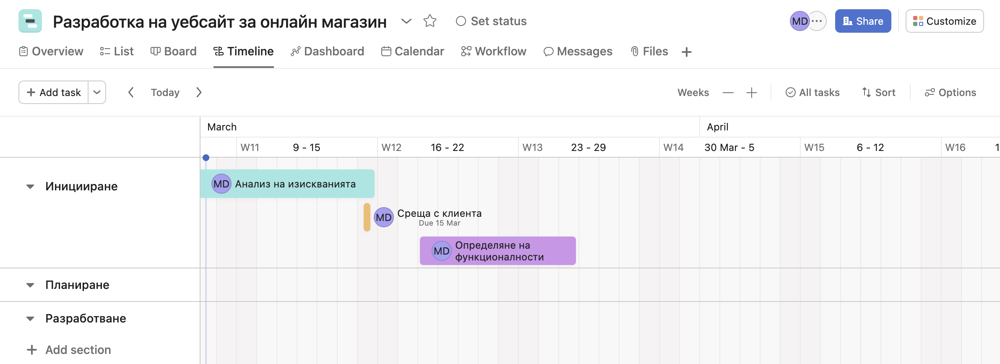 Разработка на уебсайт за онлайн магазин
Set status
MD
Share
Customize
Overview
List
Board
Timeline
Dashboard
Calendar
Workflow
Messages
Files
Add task
Today
Weeks
All tasks
Sort
Options
March
April
W11
9 - 15
W12
16 - 22
W13
23 - 29
W14
30 Mar - 5
W15
6 - 12
W16
1
Иницииране
MD
Анализ на изискванията
MD
Среща с клиента
Due 15 Mar
MD
Определяне на
функционалности
Планиране
Разработване
Add section